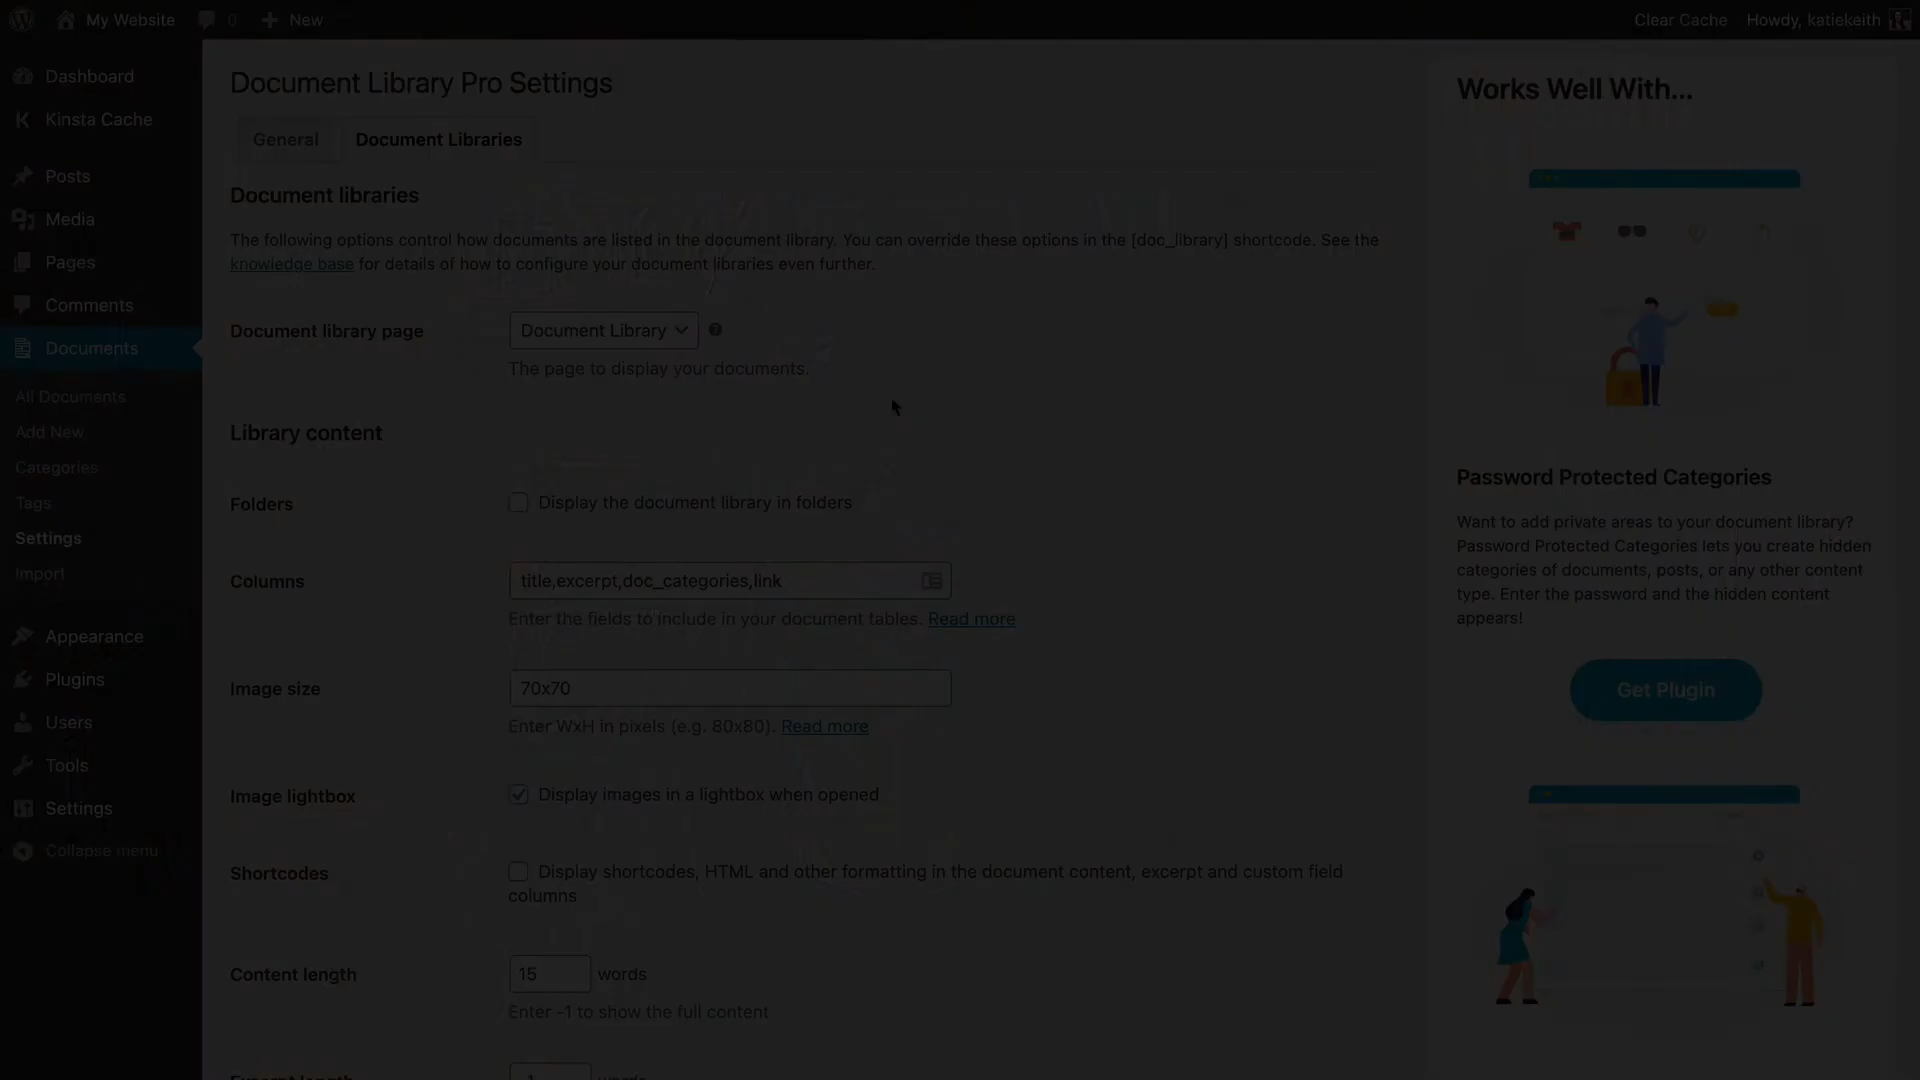 My Website
0
New
Clear Cache
Howdy, katiekeith
Dashboard
Kinsta Cache
Posts
Media
Pages
Comments
Documents
All Documents
Add New
Categories
Tags
Settings
Import
Appearance
Plugins
Users
Tools
Settings
Collapse menu
Document Library Pro Settings
General
Document Libraries
Document libraries
The following options control how documents are listed in the document library. You can override these options in the [doc_library] shortcode. See the
knowledge base for details of how to configure your document libraries even further.
Document library page
Document Library
The page to display your documents.
Library content
Folders
Display the document library in folders
Columns
title,excerpt,doc_categories,link
Enter the fields to include in your document tables. Read more
Image size
70x70
Enter WxH in pixels (e.g. 80x80). Read more
Image lightbox
Display images in a lightbox when opened
Shortcodes
Display shortcodes, HTML and other formatting in the document content, excerpt and custom field
columns
Content length
15
words
Enter -1 to show the full content
Works Well With...
Password Protected Categories
Want to add private areas to your document library?
Password Protected Categories lets you create hidden
categories of documents, posts, or any other content
type. Enter the password and the hidden content
appears!
Get Plugin